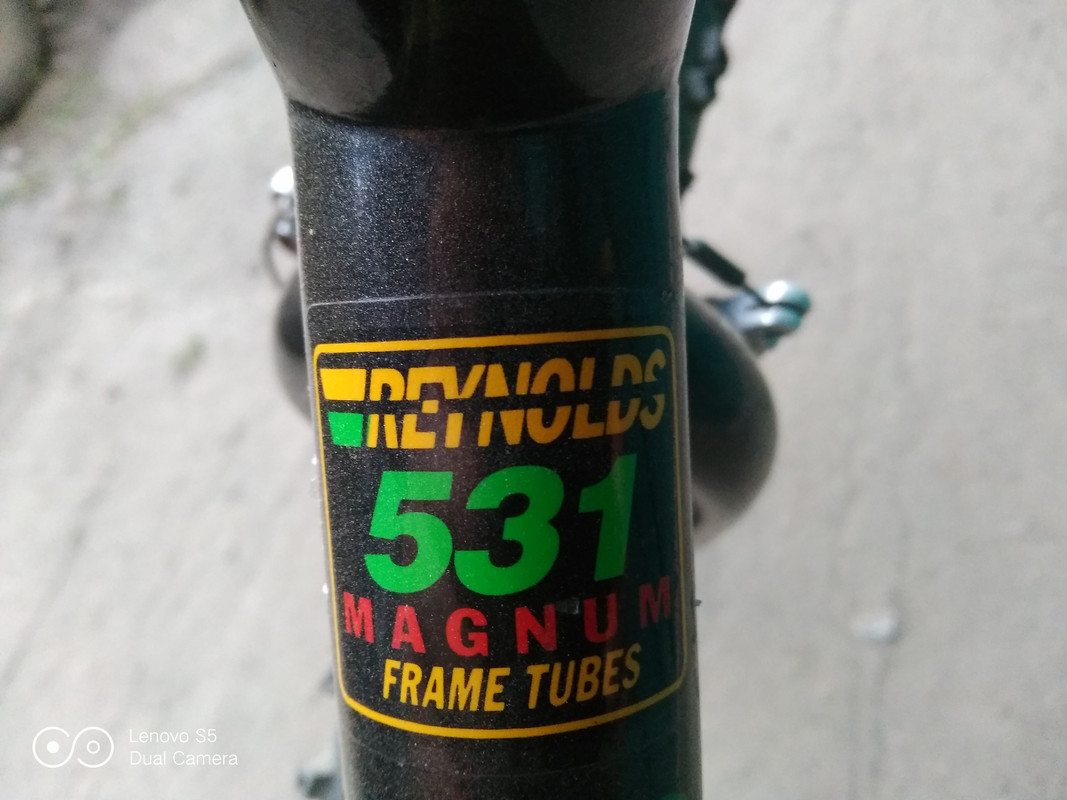 REYNOLDS
531
MAGNUM
FRAME TUBES
Lenovo S5
Dual Camera